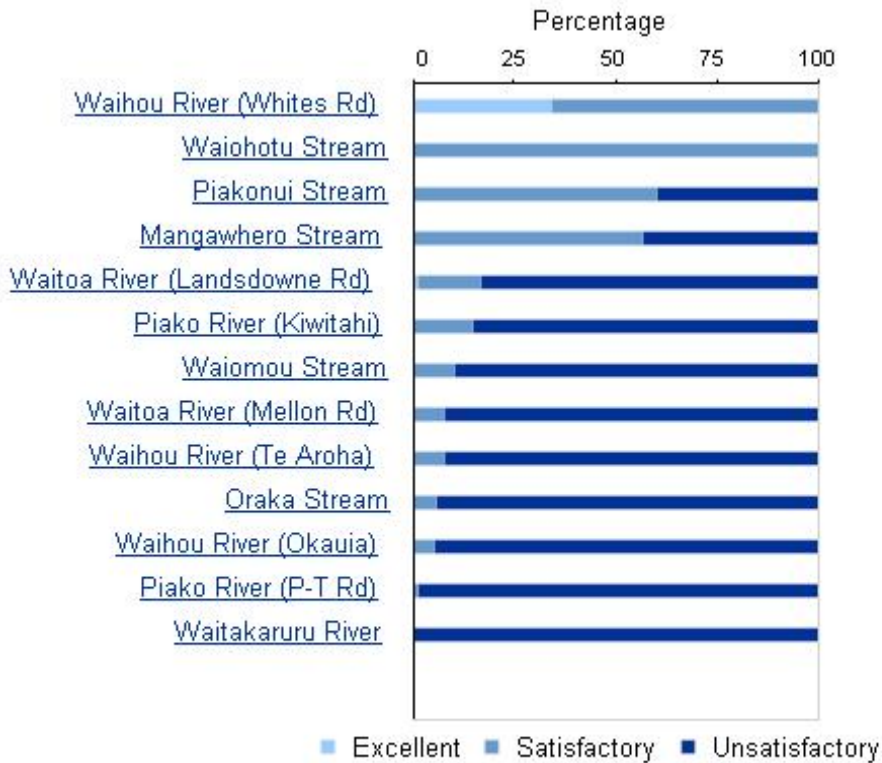 Percentage
0 25 50 75 100
Waihou River (Whites Rd)
Waiohotu Stream
Piakonui Stream
Mangawhero Stream
Waitoa River (Landsdowne Rd)
Piako River (Kiwitahi)
Waiomou Stream
Waitoa River (Mellon Rd)
Waihou River (Te Aroha)
Oraka Stream
Waihou River (Okauia)
Piako River (P-T Rd)
Waitakaruru River
Excellent Satisfactory Unsatisfactory